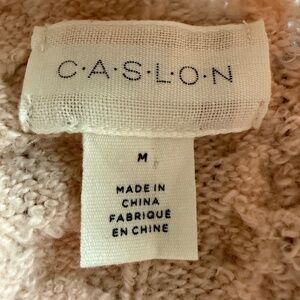 C·A·S·L·O·N
M
MADE IN
CHINA
FABRIQUÉ
EN CHINE